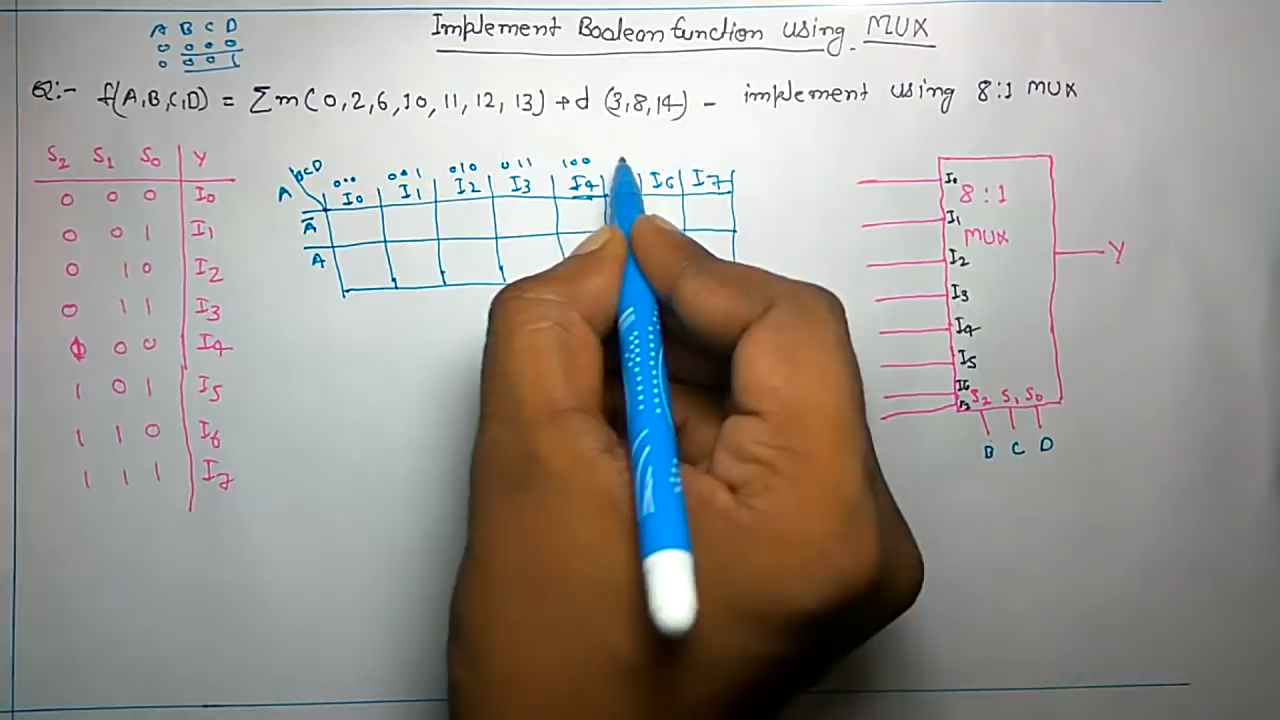 Implement Boolean function using MUX
A B C D
0 0 0 0
0 0 0 1
Q:- f(A,B,C,D) = Σm(0,2,6,10,11,12,13)+d (3,8,14) - implement using 8:1 MUX
S2 S1 S0 Y
0 0 0 I0
0 0 1 I1
0 1 0 I2
0 1 1 I3
1 0 0 I4
1 0 1 I5
1 1 0 I6
1 1 1 I7
BCD
A
000 001 010 011 100
I0 I1 I2 I3 I4 I6 I7
A̅
A
8:1
MUX
I0
I1
I2
I3
I4
I5
I6
I7
S2 S1 S0
B C D
Y